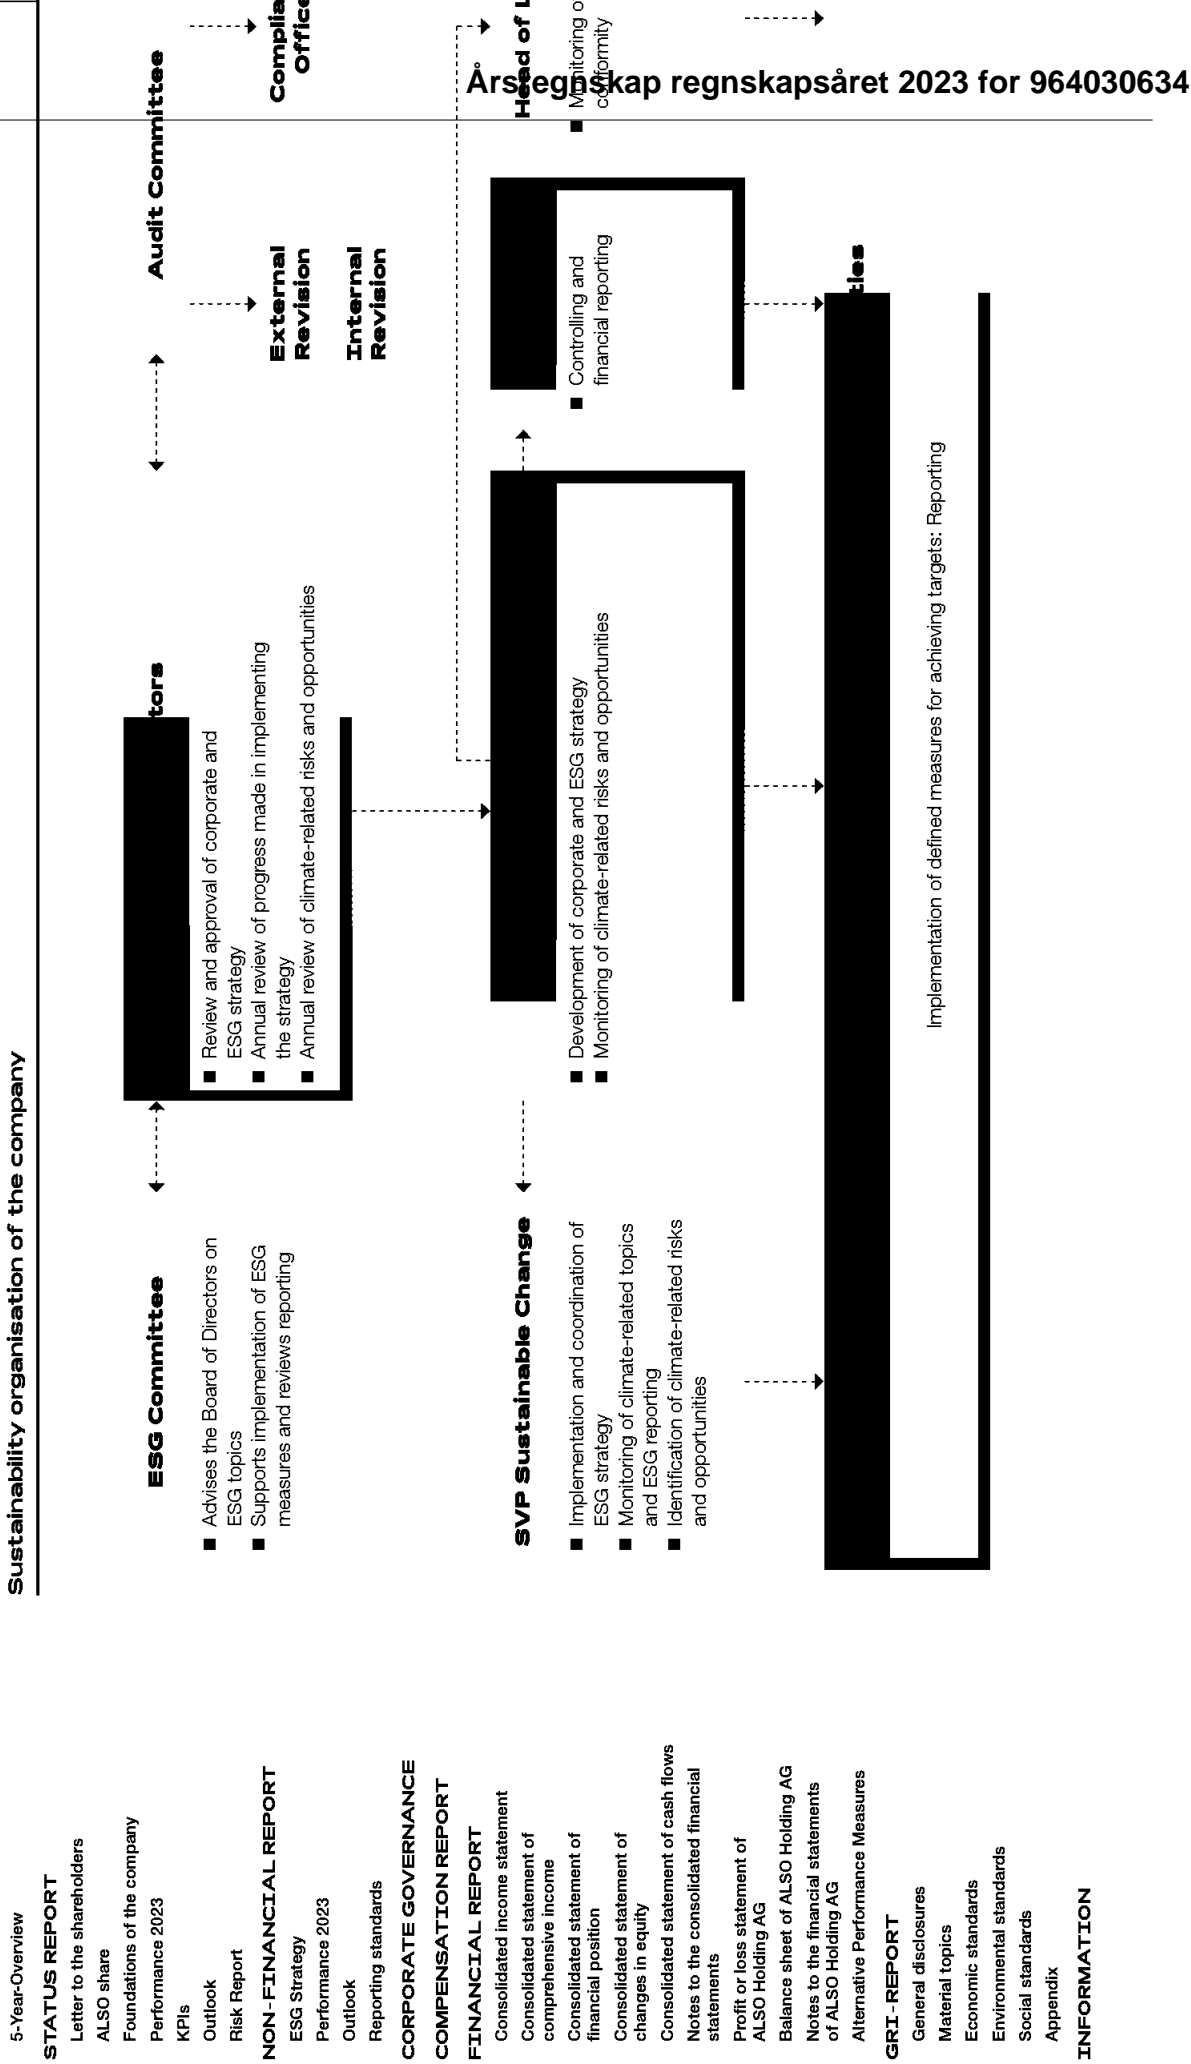 Årsregnskap regnskapsåret 2023 for 964030634
5-Year-Overview
STATUS REPORT
Letter to the shareholders
ALSO share
Foundations of the company
Performance 2023
KPIs
Outlook
Risk Report
NON-FINANCIAL REPORT
ESG Strategy
Performance 2023
Outlook
Reporting standards
CORPORATE GOVERNANCE
COMPENSATION REPORT
FINANCIAL REPORT
Consolidated income statement
Consolidated statement of
comprehensive income
Consolidated statement of
financial position
Consolidated statement of
changes in equity
Consolidated statement of cash flows
Notes to the consolidated financial
statements
Profit or loss statement of
ALSO Holding AG
Balance sheet of ALSO Holding AG
Notes to the financial statements
of ALSO Holding AG
Alternative Performance Measures
GRI-REPORT
General disclosures
Material topics
Economic standards
Environmental standards
Social standards
Appendix
INFORMATION
Sustainability organisation of the company
ESG Committee
■ Advises the Board of Directors on
ESG topics
■ Supports implementation of ESG
measures and reviews reporting
tors
■ Review and approval of corporate and
ESG strategy
■ Annual review of progress made in implementing
the strategy
■ Annual review of climate-related risks and opportunities
Audit Committee
External
Revision
Internal
Revision
Complia
Office
SVP Sustainable Change
■ Implementation and coordination of
ESG strategy
■ Monitoring of climate-related topics
and ESG reporting
■ Identification of climate-related risks
and opportunities
■ Development of corporate and ESG strategy
■ Monitoring of climate-related risks and opportunities
■ Controlling and
financial reporting
Head of L
■ Monitoring o
conformity
ties
Implementation of defined measures for achieving targets: Reporting